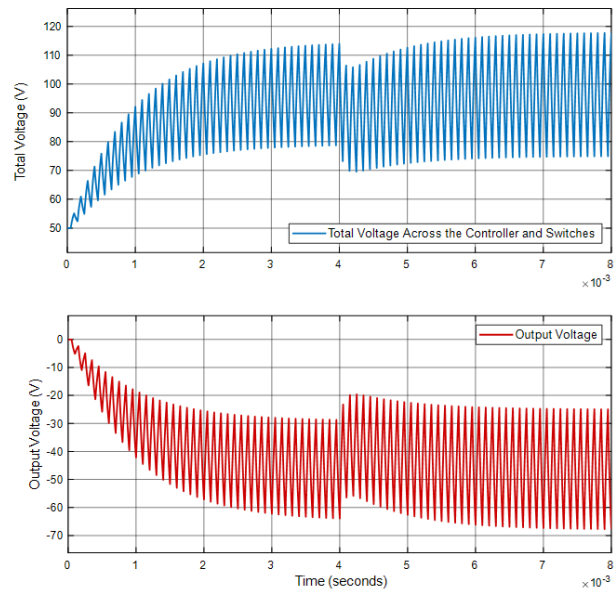 120
110
100
90
80
70
60
50
Total Voltage (V)
Total Voltage Across the Controller and Switches
0 1 2 3 4 5 6 7 8
×10⁻³
0
-10
-20
-30
-40
-50
-60
-70
Output Voltage (V)
Output Voltage
0 1 2 3 4 5 6 7 8
Time (seconds)
×10⁻³